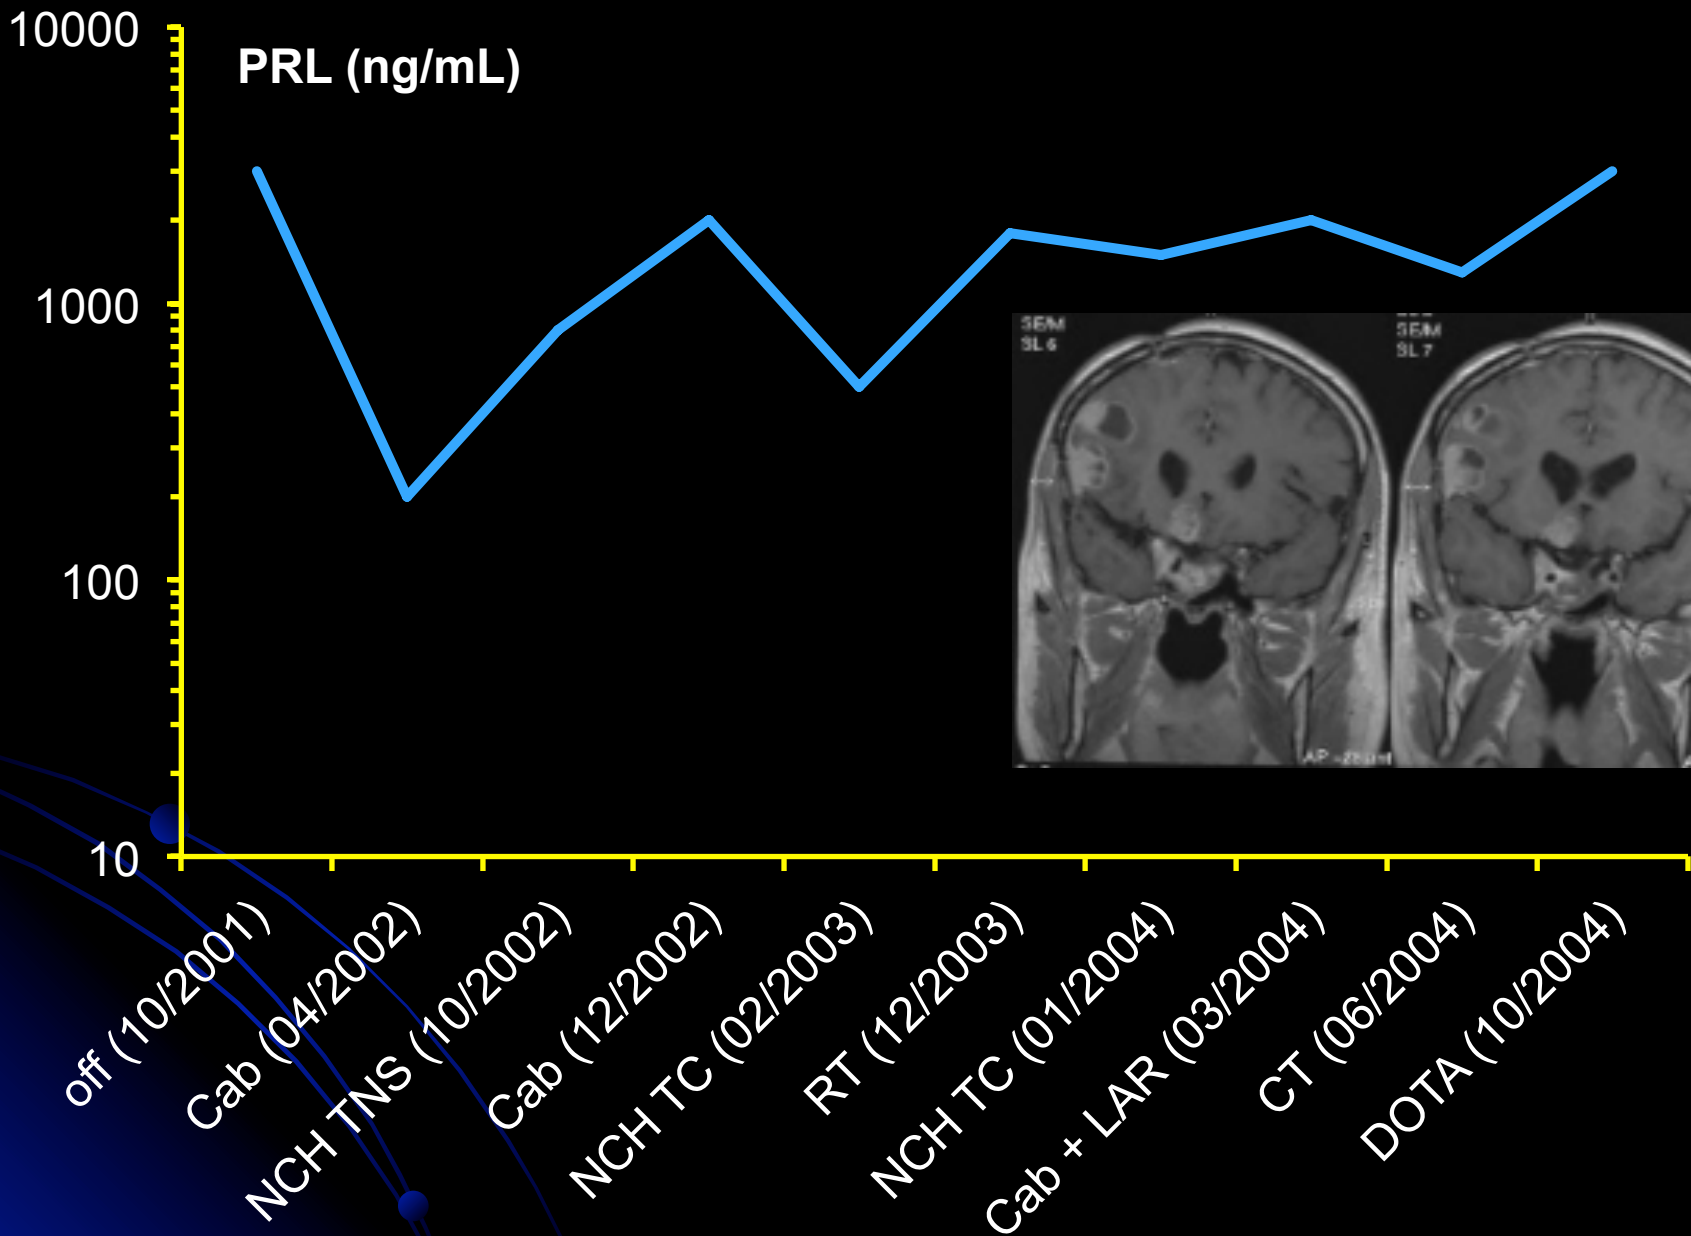 10000
PRL (ng/mL)
1000
100
10
SE/M
SL 6
SE/M
SL 7
off (10/2001)
Cab (04/2002)
NCH TNS (10/2002)
Cab (12/2002)
NCH TC (02/2003)
RT (12/2003)
NCH TC (01/2004)
Cab + LAR (03/2004)
CT (06/2004)
DOTA (10/2004)